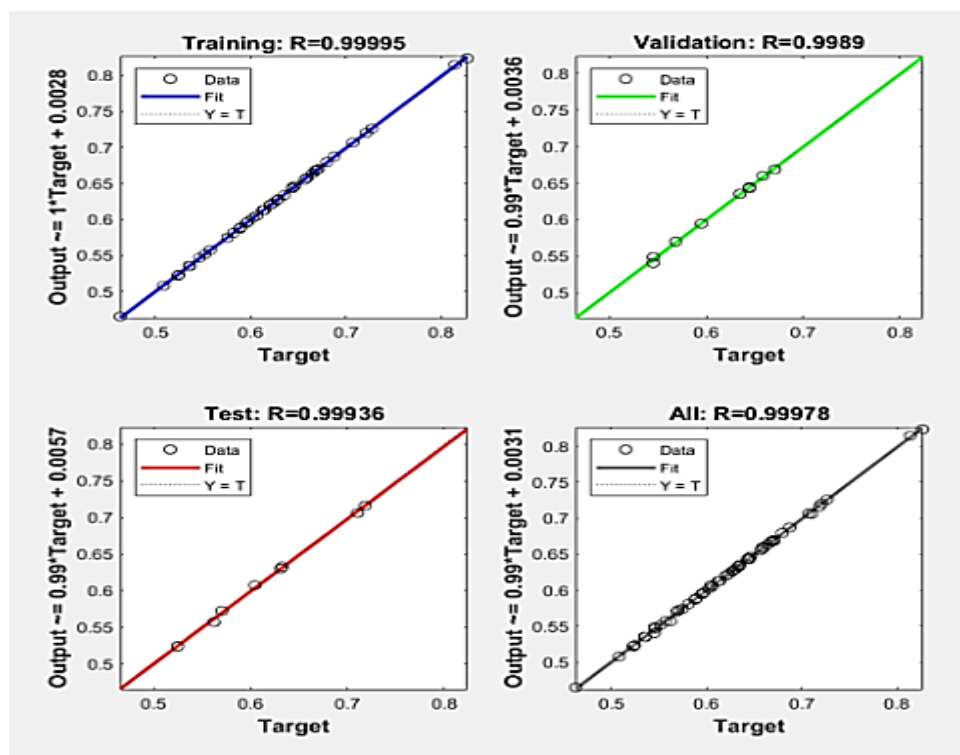 Training: R=0.99995
Output ~= 1*Target + 0.0028
Data
Fit
Y = T
0.8
0.75
0.7
0.65
0.6
0.55
0.5
0.5 0.6 0.7 0.8
Target
Validation: R=0.9989
Output ~= 0.99*Target + 0.0036
Data
Fit
Y = T
0.8
0.75
0.7
0.65
0.6
0.55
0.5
0.5 0.6 0.7 0.8
Target
Test: R=0.99936
Output ~= 0.99*Target + 0.0057
Data
Fit
Y = T
0.8
0.75
0.7
0.65
0.6
0.55
0.5
0.5 0.6 0.7 0.8
Target
All: R=0.99978
Output ~= 0.99*Target + 0.0031
Data
Fit
Y = T
0.8
0.75
0.7
0.65
0.6
0.55
0.5
0.5 0.6 0.7 0.8
Target